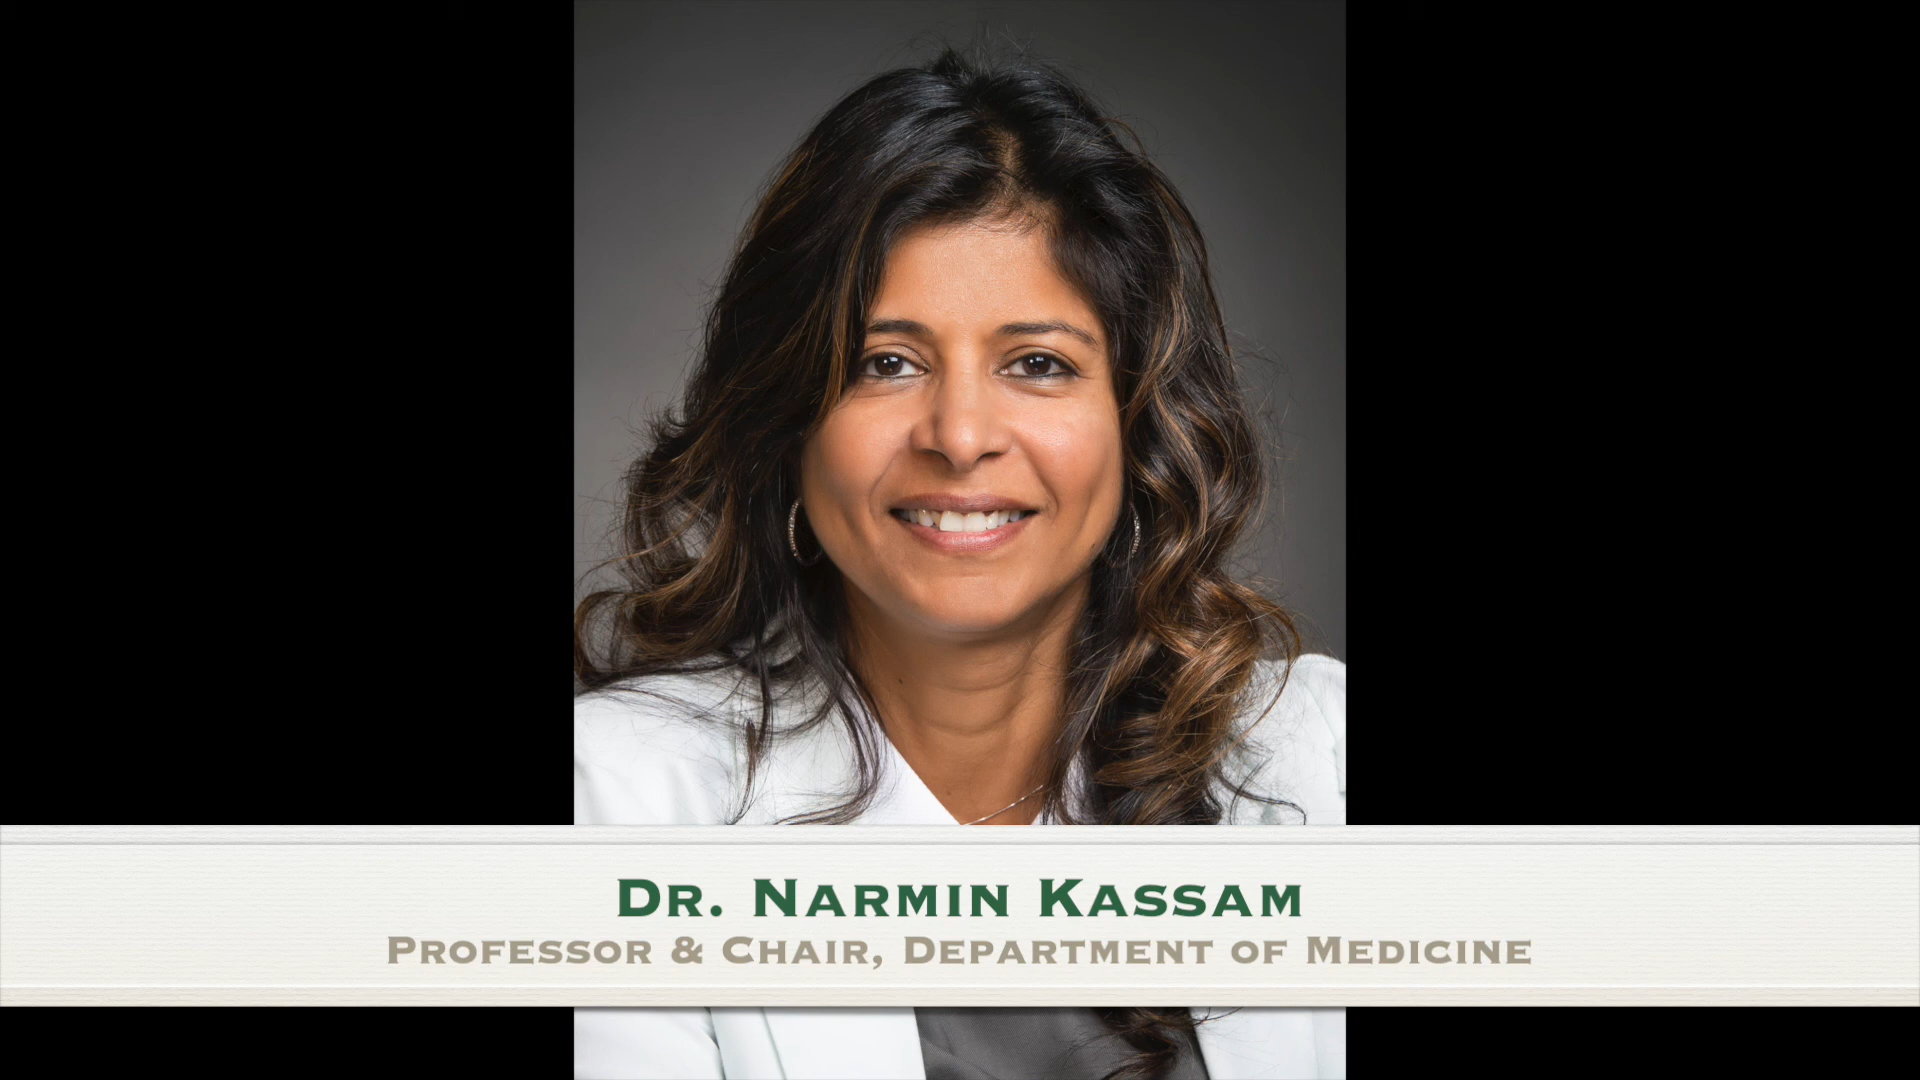 Dr. Narmin Kassam
Professor & Chair, Department of Medicine